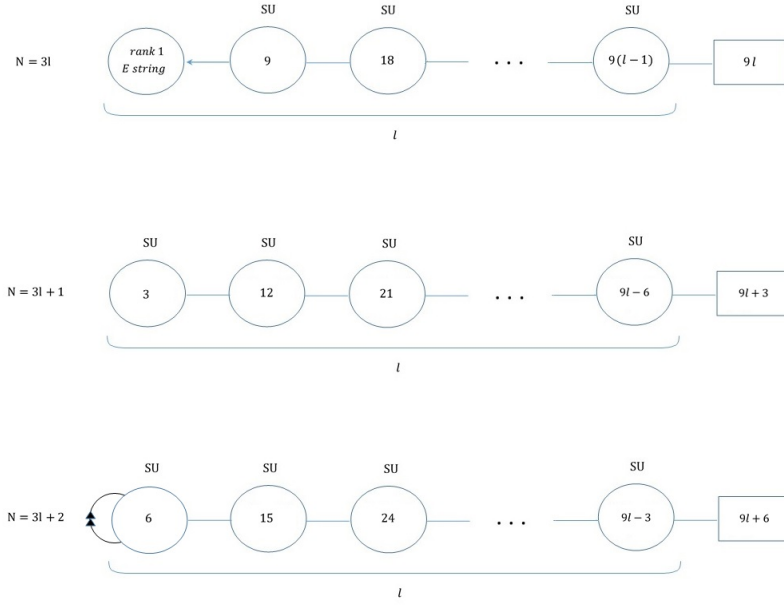 SU SU SU
N = 3l rank 1 E string 9 18 . . . 9(l − 1) 9l
l
SU SU SU SU
N = 3l + 1 3 12 21 . . . 9l − 6 9l + 3
l
SU SU SU SU
N = 3l + 2 6 15 24 . . . 9l − 3 9l + 6
l